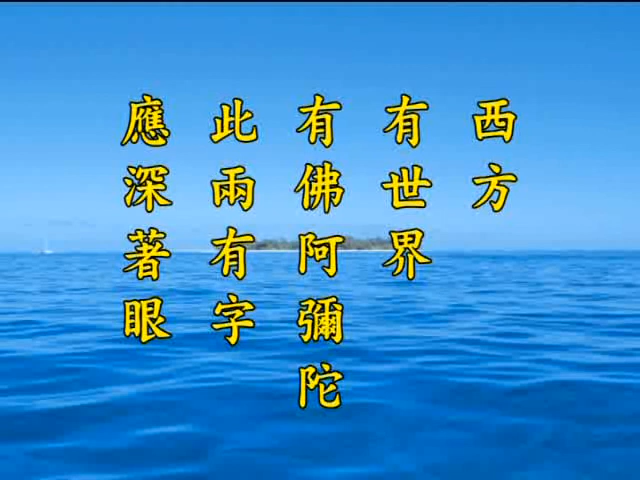 西方
有世界
有佛阿彌陀
此兩有字
應深著眼